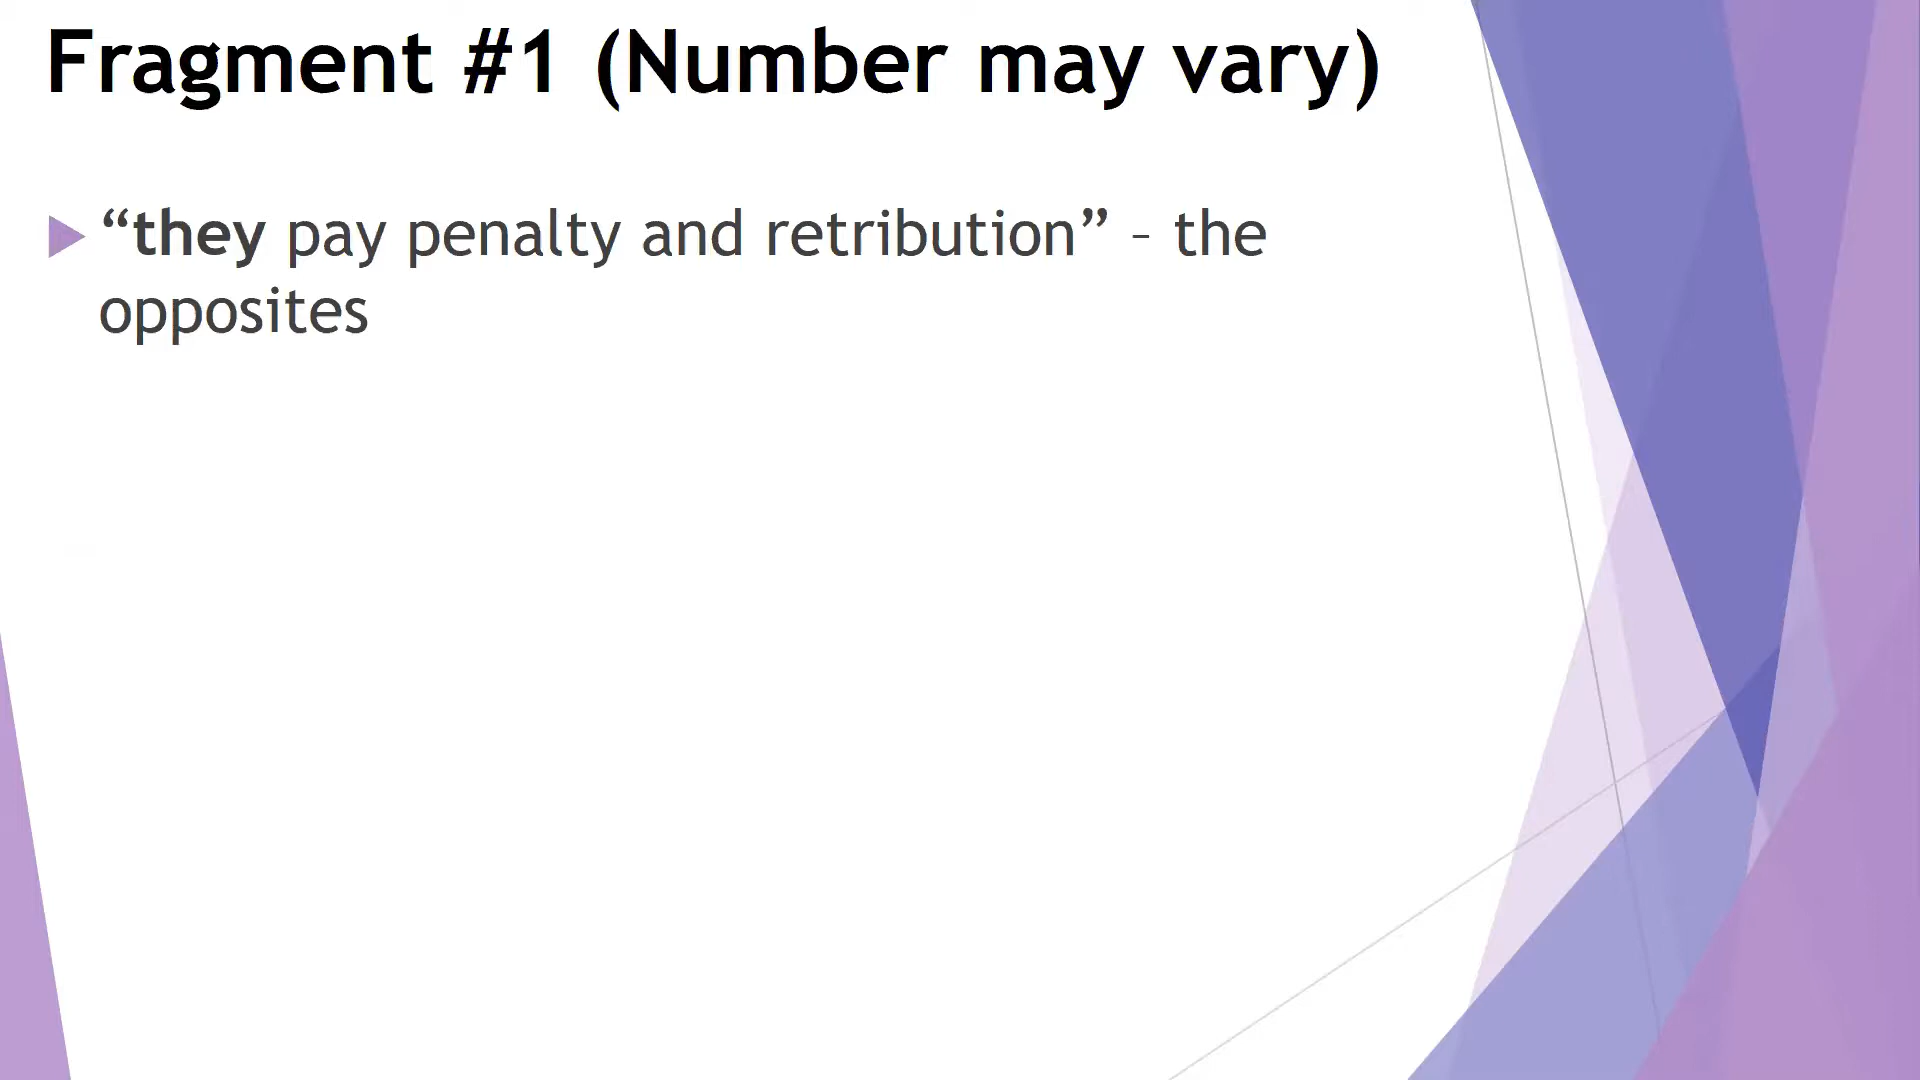 Fragment #1 (Number may vary)
“they pay penalty and retribution” – the
opposites